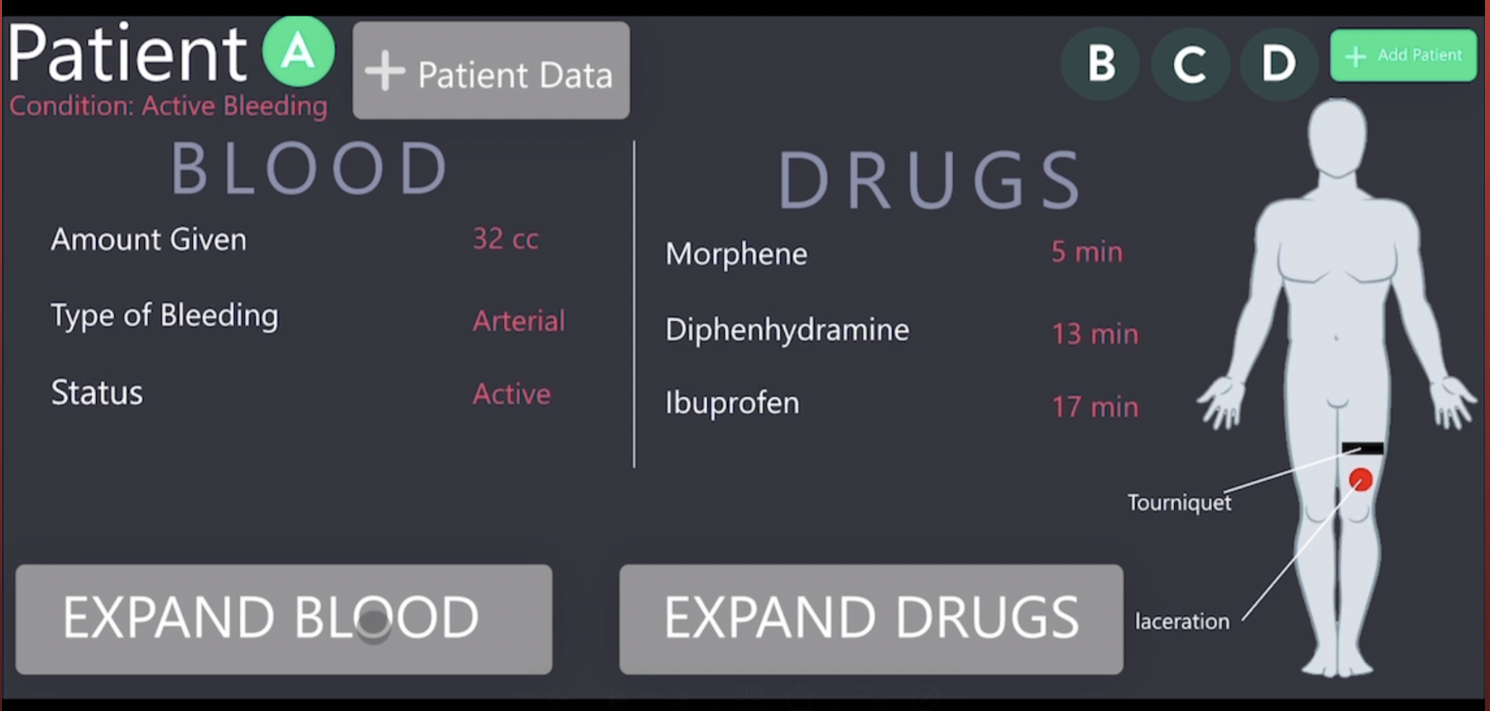 Patient A
+ Patient Data
B C D
+ Add Patient
Condition: Active Bleeding
BLOOD
Amount Given 32 cc
Type of Bleeding Arterial
Status Active
DRUGS
Morphene 5 min
Diphenhydramine 13 min
Ibuprofen 17 min
Tourniquet
laceration
EXPAND BLOOD
EXPAND DRUGS